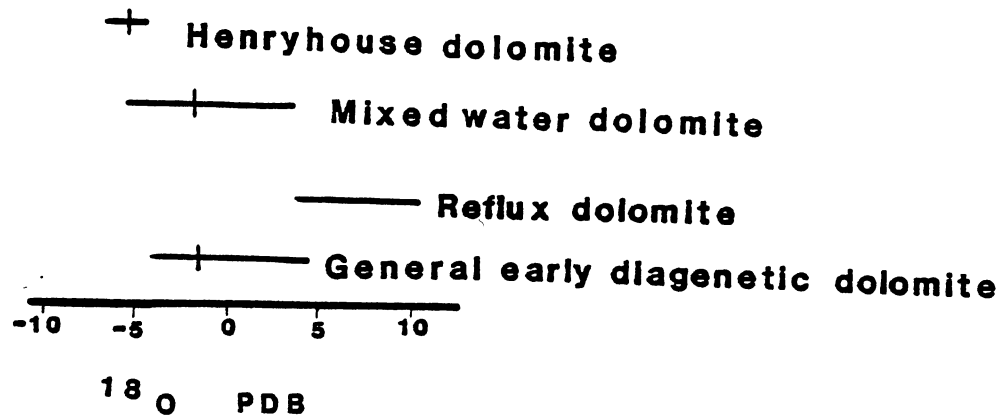 Henryhouse dolomite
Mixed water dolomite
Reflux dolomite
General early diagenetic dolomite
-10 -5 0 5 10
18 O PDB